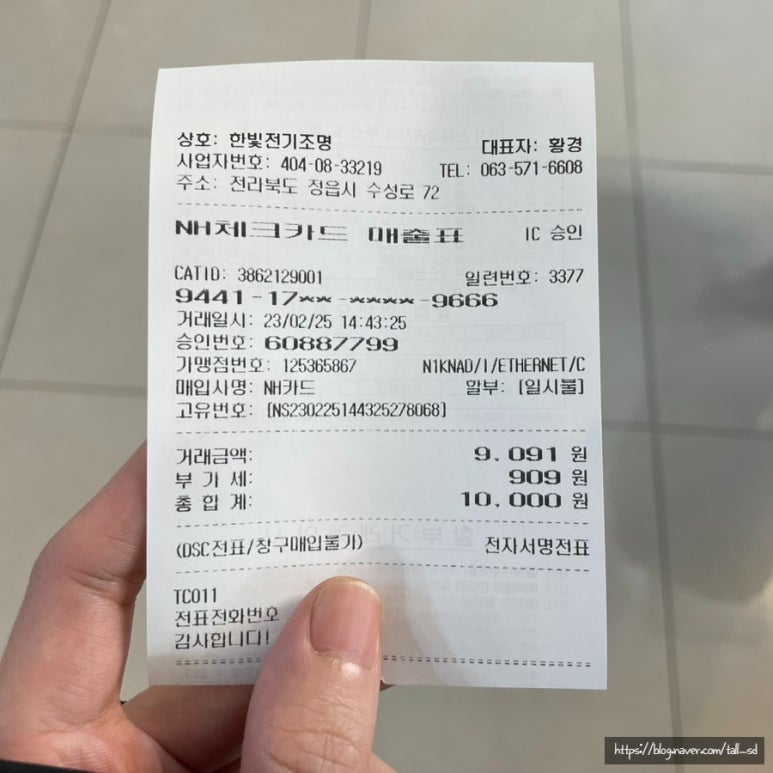 상호: 한빛전기조명 대표자: 황경
사업자번호: 404-08-33219 TEL: 063-571-6608
주소: 전라북도 정읍시 수성로 72
NH체크카드 매출표 IC 승인
CATID: 3862129001 일련번호: 3377
9441-17**-****-9666
거래일시: 23/02/25 14:43:25
승인번호: 60887799
가맹점번호: 125365867 N1KNAD/I/ETHERNET/C
매입사명: NH카드 할부: [일시불]
고유번호: [NS230225144325278068]
거래금액: 9,091 원
부 가 세: 909 원
총 합 계: 10,000 원
(DSC전표/창구매입불가) 전자서명전표
TC011
전표전화번호
감사합니다!
https://blog.naver.com/tall_sd